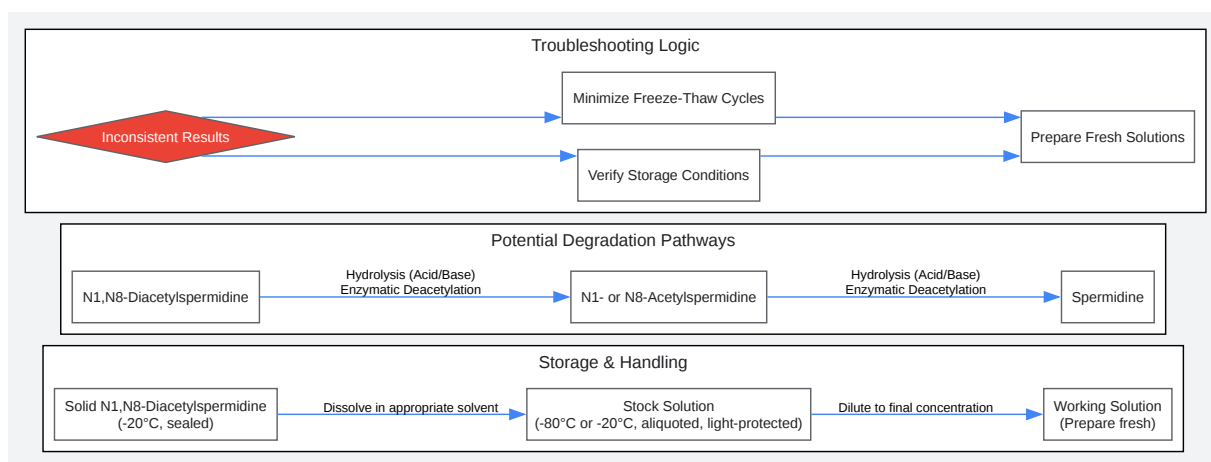 Troubleshooting Logic
Inconsistent Results
Minimize Freeze-Thaw Cycles
Verify Storage Conditions
Prepare Fresh Solutions
Potential Degradation Pathways
N1,N8-Diacetylspermidine
Hydrolysis (Acid/Base)
Enzymatic Deacetylation
N1- or N8-Acetylspermidine
Hydrolysis (Acid/Base)
Enzymatic Deacetylation
Spermidine
Storage & Handling
Solid N1,N8-Diacetylspermidine
(-20°C, sealed)
Dissolve in appropriate solvent
Stock Solution
(-80°C or -20°C, aliquoted, light-protected)
Dilute to final concentration
Working Solution
(Prepare fresh)